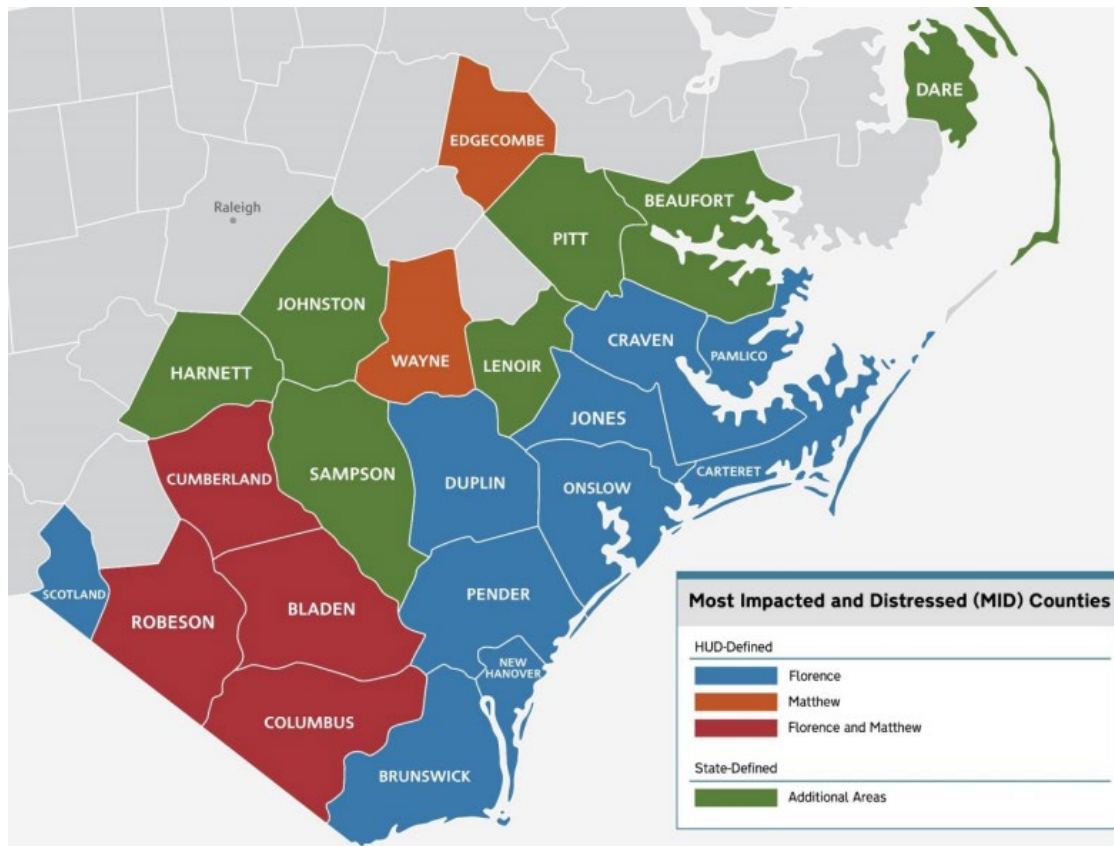 DARE
EDGECOMBE
BEAUFORT
Raleigh
PITT
JOHNSTON
CRAVEN
PAMLICO
WAYNE
LENOIR
HARNETT
JONES
CARTERET
SAMPSON
CUMBERLAND
DUPLIN
ONSLOW
SCOTLAND
PENDER
BLADEN
ROBESON
NEW
HANOVER
COLUMBUS
BRUNSWICK
Most Impacted and Distressed (MID) Counties
HUD-Defined
Florence
Matthew
Florence and Matthew
State-Defined
Additional Areas